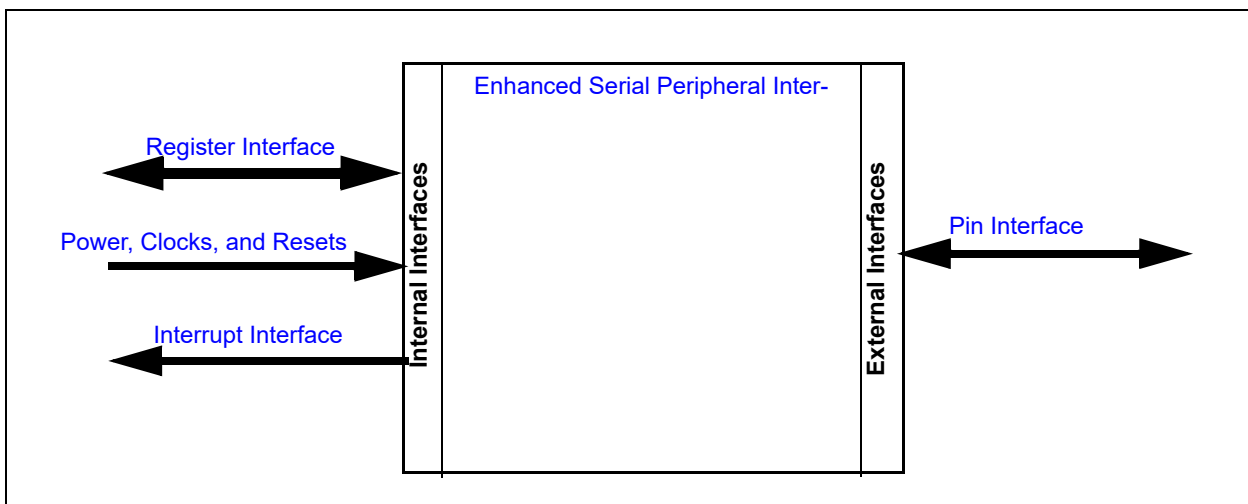 Enhanced Serial Peripheral Inter-
Register Interface
Power, Clocks, and Resets
Interrupt Interface
Internal Interfaces
External Interfaces
Pin Interface